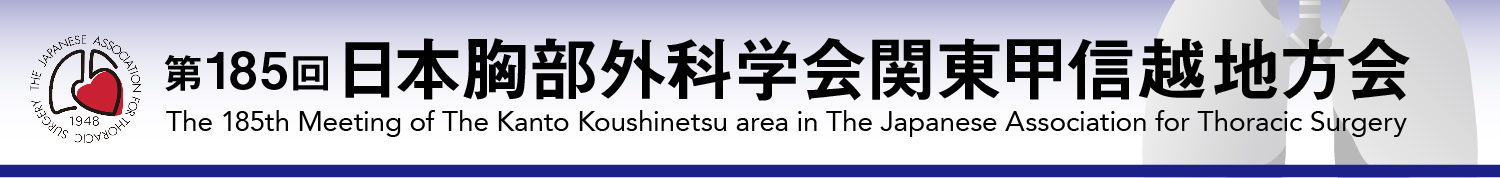 THE JAPANESE ASSOCIATION FOR THORACIC SURGERY
1948
第185回 日本胸部外科学会関東甲信越地方会
The 185th Meeting of The Kanto Koushinetsu area in The Japanese Association for Thoracic Surgery